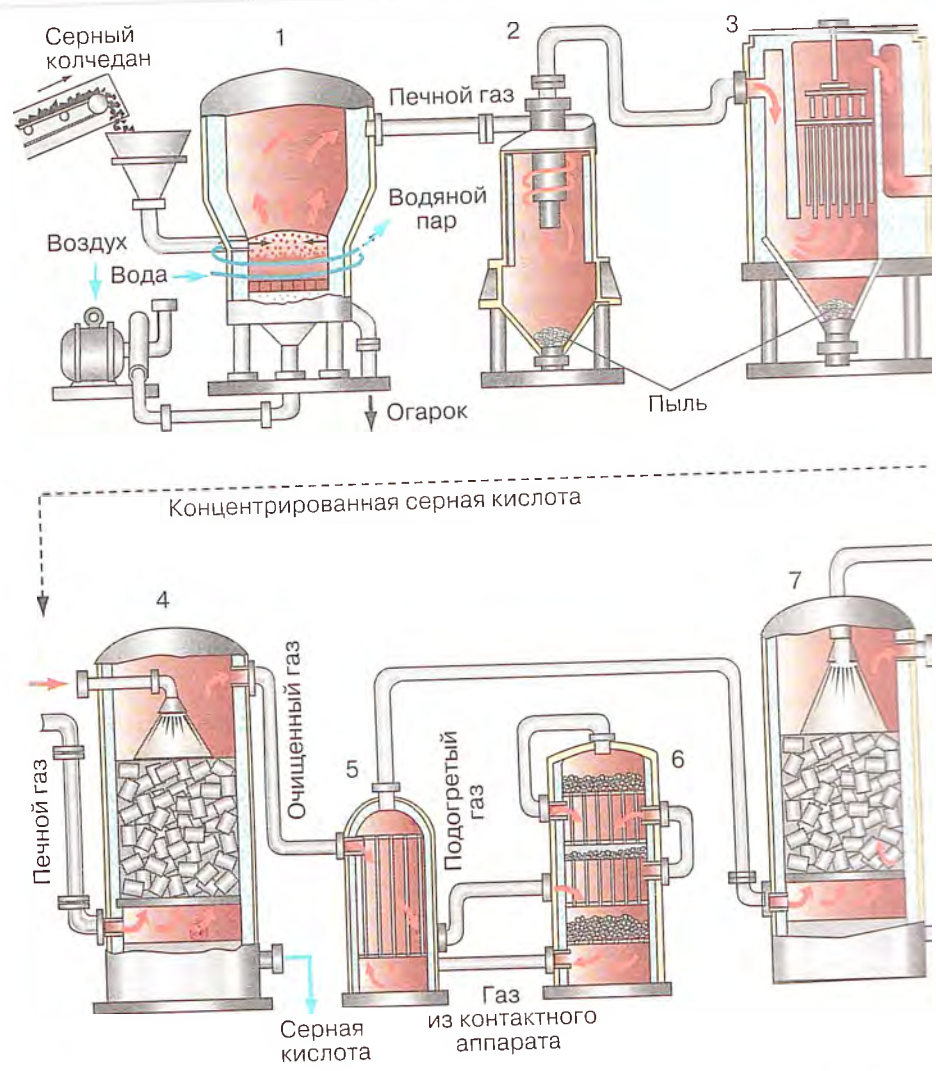 Серный
колчедан
1
2
3
Печной газ
Водяной
пар
Воздух
Вода
Огарок
Пыль
Концентрированная серная кислота
4
7
Печной газ
Очищенный газ
5
Подогретый
газ
6
Серная
кислота
Газ
из контактного
аппарата